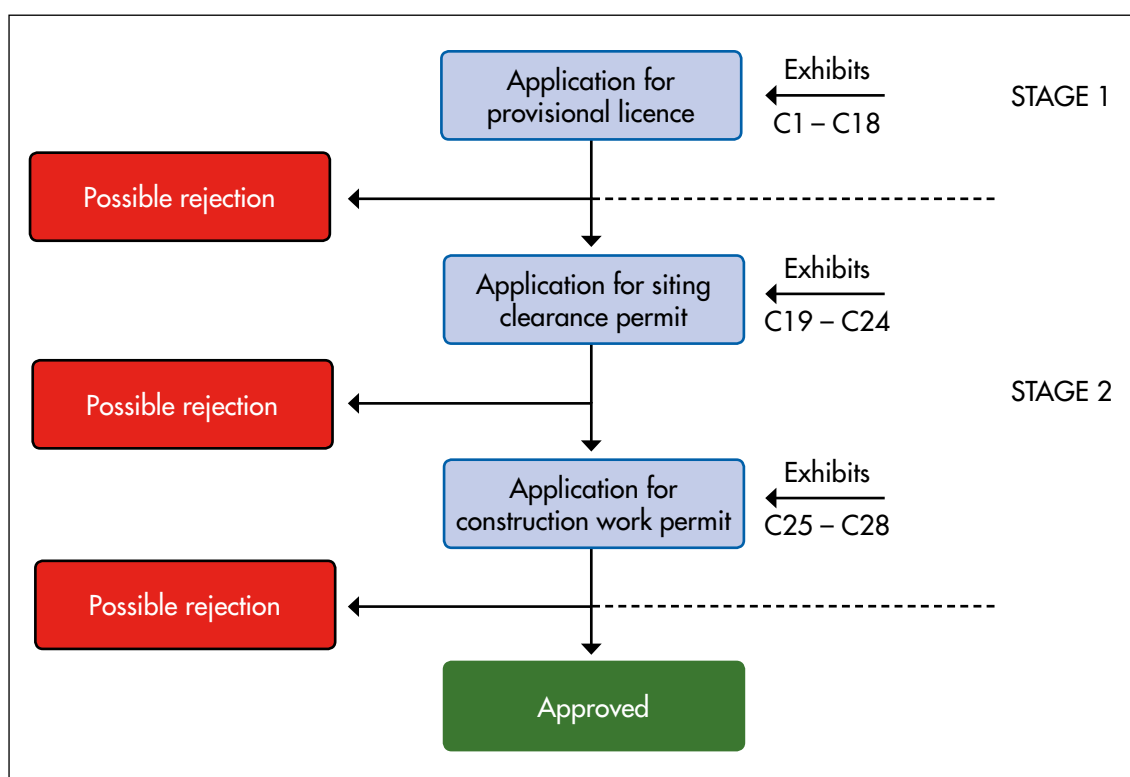 Application for
provisional licence
Exhibits
C1 – C18
STAGE 1
Possible rejection
Application for siting
clearance permit
Exhibits
C19 – C24
Possible rejection
STAGE 2
Application for
construction work permit
Exhibits
C25 – C28
Possible rejection
Approved